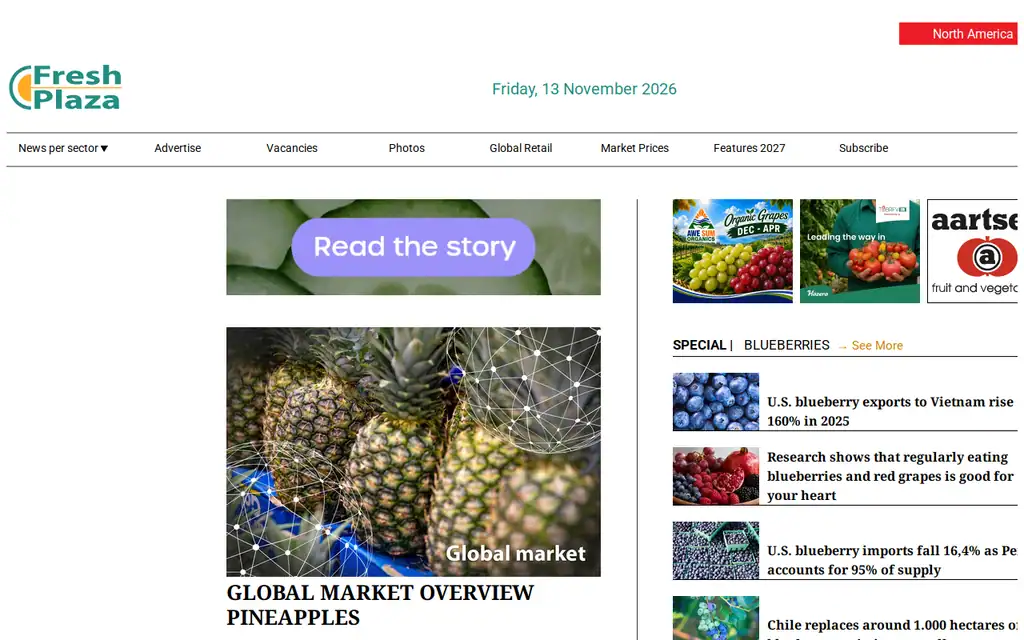 North America
Fresh
Plaza
Friday, 13 November 2026
News per sector
Advertise
Vacancies
Photos
Global Retail
Market Prices
Features 2027
Subscribe
Read the story
Global market
GLOBAL MARKET OVERVIEW
PINEAPPLES
AWE SUM
ORGANICS
Organic Grapes
DEC - APR
Leading the way in
Hazera
a
fruit and
SPECIAL | BLUEBERRIES → See More
U.S. blueberry exports to Vietnam rise
160% in 2025
Research shows that regularly eating
blueberries and red grapes is good for
your heart
U.S. blueberry imports fall 16,4% as
accounts for 95% of supply
Chile replaces around 1.000 hectares